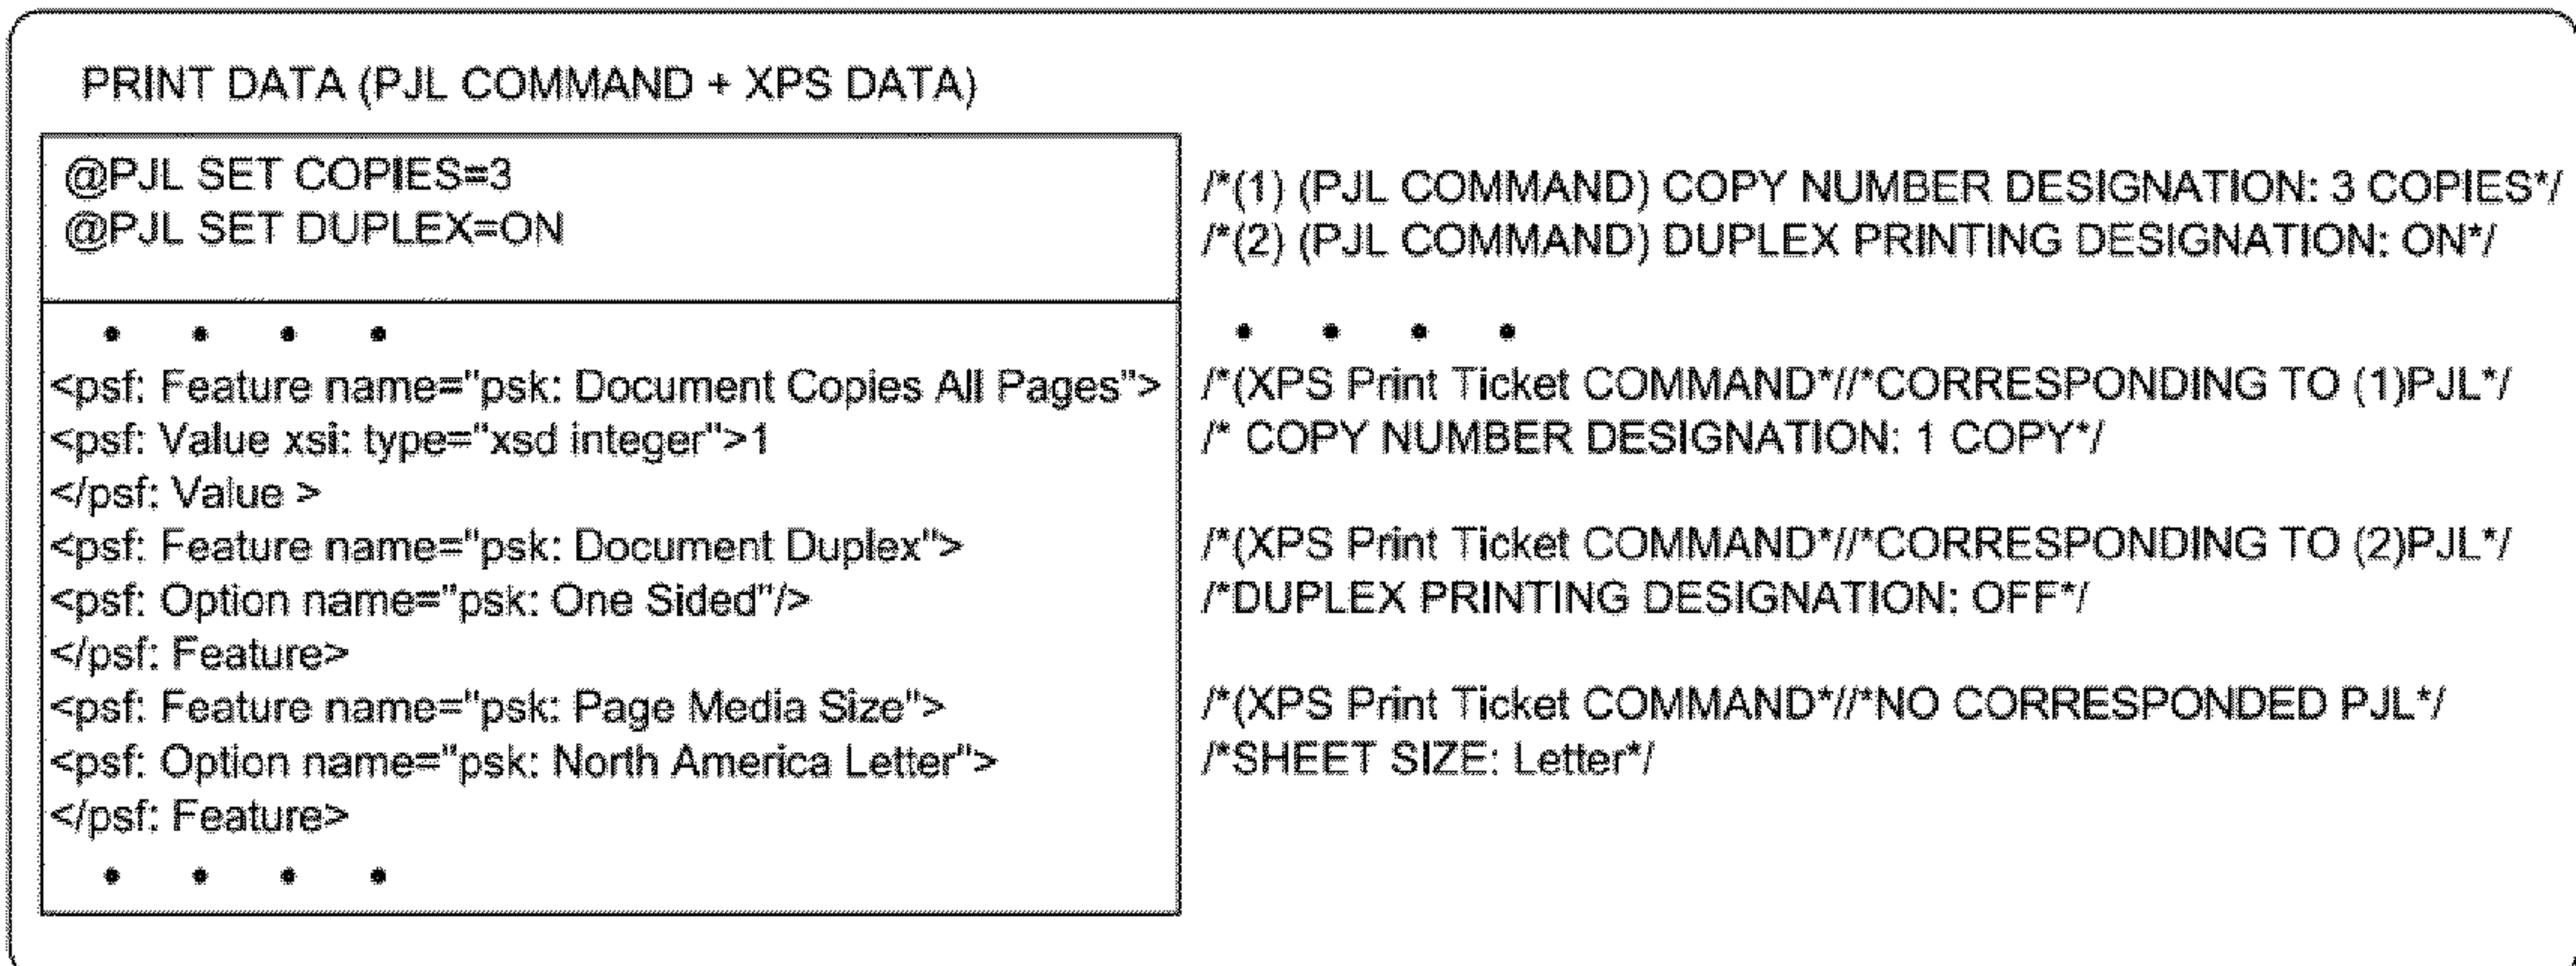 PRINT DATA (PJL COMMAND + XPS DATA)
@PJL SET COPIES=3 /*(1) (PJL COMMAND) COPY NUMBER DESIGNATION: 3 COPIES*/
@PJL SET DUPLEX=ON /*(2) (PJL COMMAND) DUPLEX PRINTING DESIGNATION: ON*/
• • • • • • • •
<psf: Feature name="psk: Document Copies All Pages"> /*(XPS Print Ticket COMMAND*//*CORRESPONDING TO (1)PJL*/
<psf: Value xsi: type="xsd integer">1 /* COPY NUMBER DESIGNATION: 1 COPY*/
</psf: Value >
<psf: Feature name="psk: Document Duplex"> /*(XPS Print Ticket COMMAND*//*CORRESPONDING TO (2)PJL*/
<psf: Option name="psk: One Sided"/> /*DUPLEX PRINTING DESIGNATION: OFF*/
</psf: Feature>
<psf: Feature name="psk: Page Media Size"> /*(XPS Print Ticket COMMAND*//*NO CORRESPONDED PJL*/
<psf: Option name="psk: North America Letter"> /*SHEET SIZE: Letter*/
</psf: Feature>
• • • •